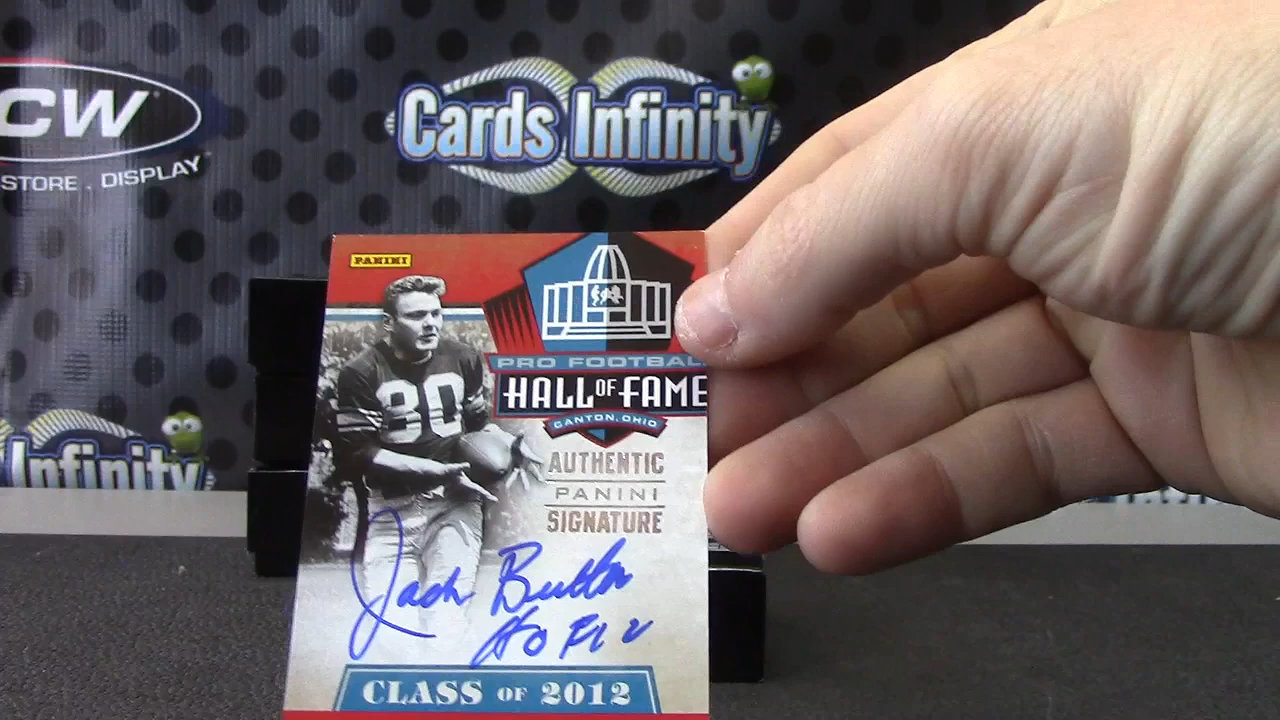 CW
STORE . DISPLAY
Cards Infinity
Infinity
PANINI
80
PRO FOOTBAL
HALL OF FAME
CANTON, OHIO
AUTHENTIC
PANINI
SIGNATURE
Jack Butler
HOF 12
CLASS OF 2012